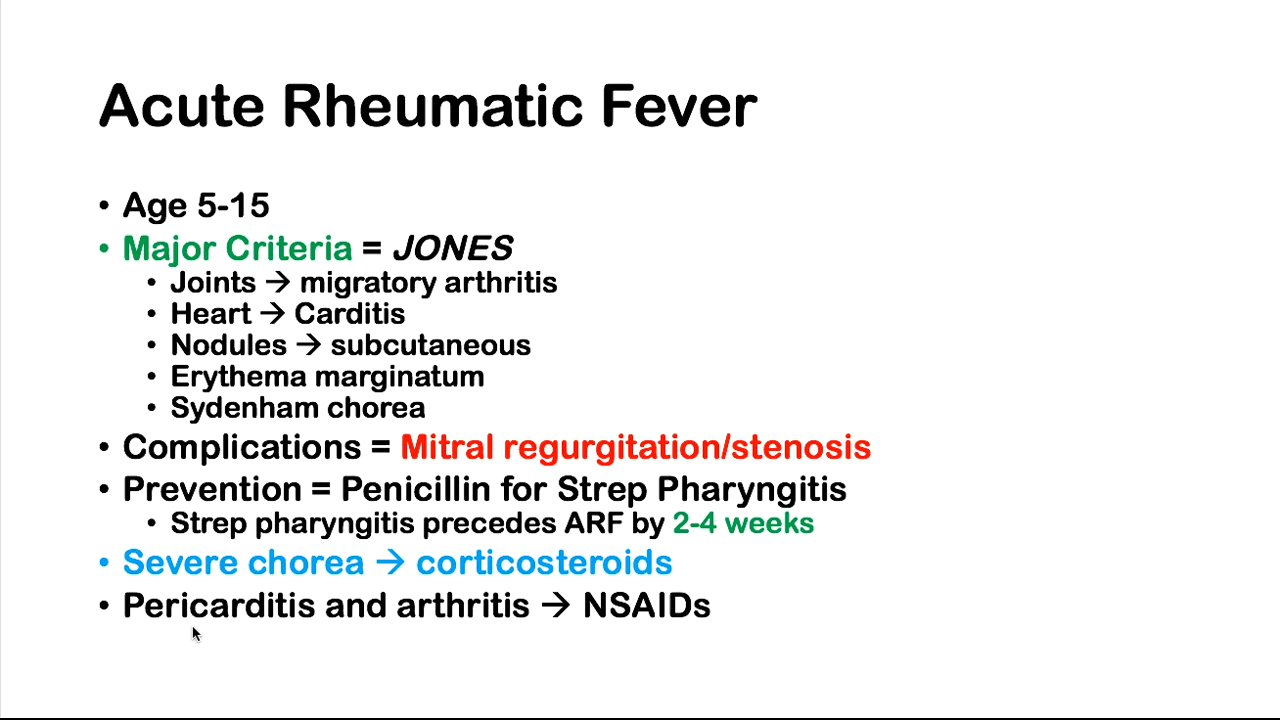 Acute Rheumatic Fever
• Age 5-15
• Major Criteria = JONES
• Joints → migratory arthritis
• Heart → Carditis
• Nodules → subcutaneous
• Erythema marginatum
• Sydenham chorea
• Complications = Mitral regurgitation/stenosis
• Prevention = Penicillin for Strep Pharyngitis
• Strep pharyngitis precedes ARF by 2-4 weeks
• Severe chorea → corticosteroids
• Pericarditis and arthritis → NSAIDs